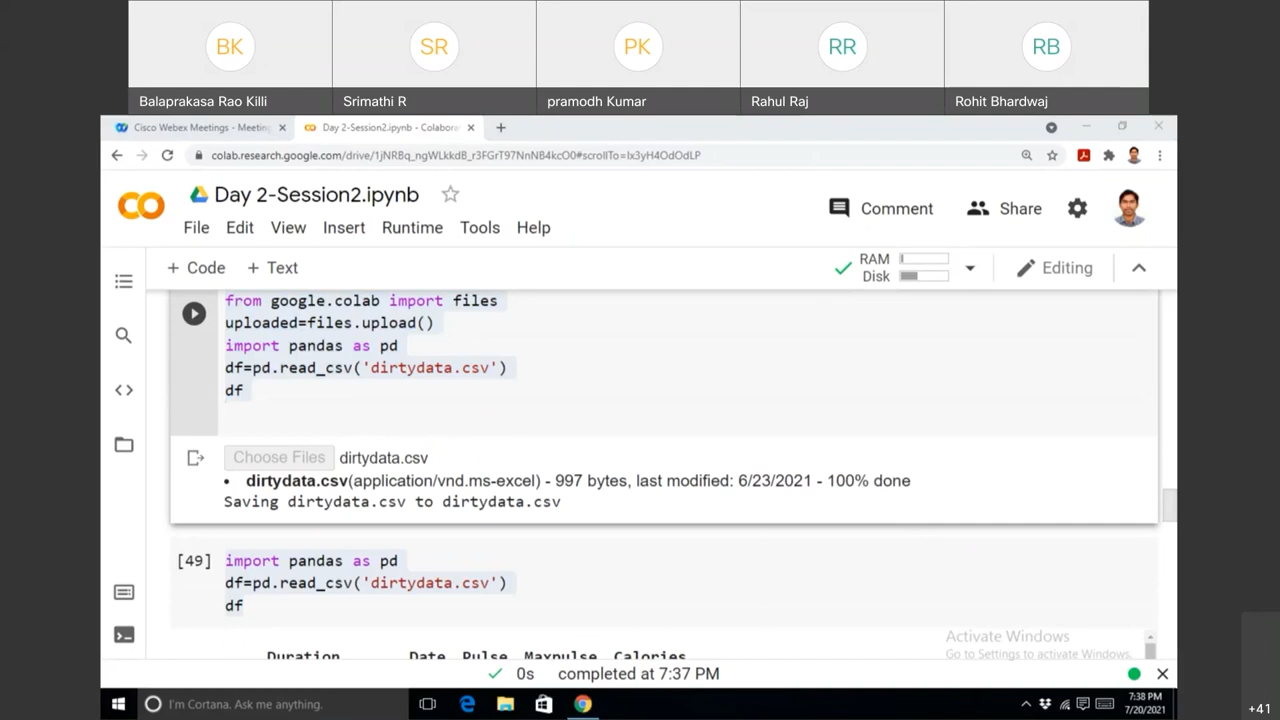 BK SR PK RR RB
Balaprakasa Rao Killi Srimathi R pramodh Kumar Rahul Raj Rohit Bhardwaj
Cisco Webex Meetings - Meeting Day 2-Session2.ipynb - Colabora
colab.research.google.com/drive/1jNRBq_ngWLkkdB_r3FGrT97NnNB4kcO0#scrollTo=lx3yH4OdOdLP
Day 2-Session2.ipynb
Comment Share
File Edit View Insert Runtime Tools Help
+ Code + Text RAM Disk Editing
from google.colab import files
uploaded=files.upload()
import pandas as pd
df=pd.read_csv('dirtydata.csv')
df
Choose Files dirtydata.csv
• dirtydata.csv(application/vnd.ms-excel) - 997 bytes, last modified: 6/23/2021 - 100% done
Saving dirtydata.csv to dirtydata.csv
[49] import pandas as pd
df=pd.read_csv('dirtydata.csv')
df
Duration Date Pulse Maxpulse Calories
Activate Windows
Go to Settings to activate Windows.
0s completed at 7:37 PM
I'm Cortana. Ask me anything.
7:38 PM
7/20/2021
+41